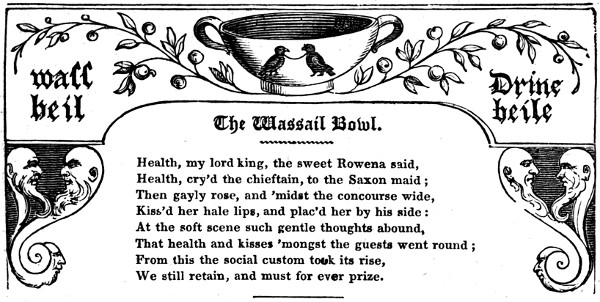 waſſ
heil
Drinc
heile
The Wassail Bowl.
Health, my lord king, the sweet Rowena said,
Health, cry'd the chieftain, to the Saxon maid;
Then gayly rose, and 'midst the concourse wide,
Kiss'd her hale lips, and plac'd her by his side:
At the soft scene such gentle thoughts abound,
That health and kisses 'mongst the guests went round;
From this the social custom took its rise,
We still retain, and must for ever prize.